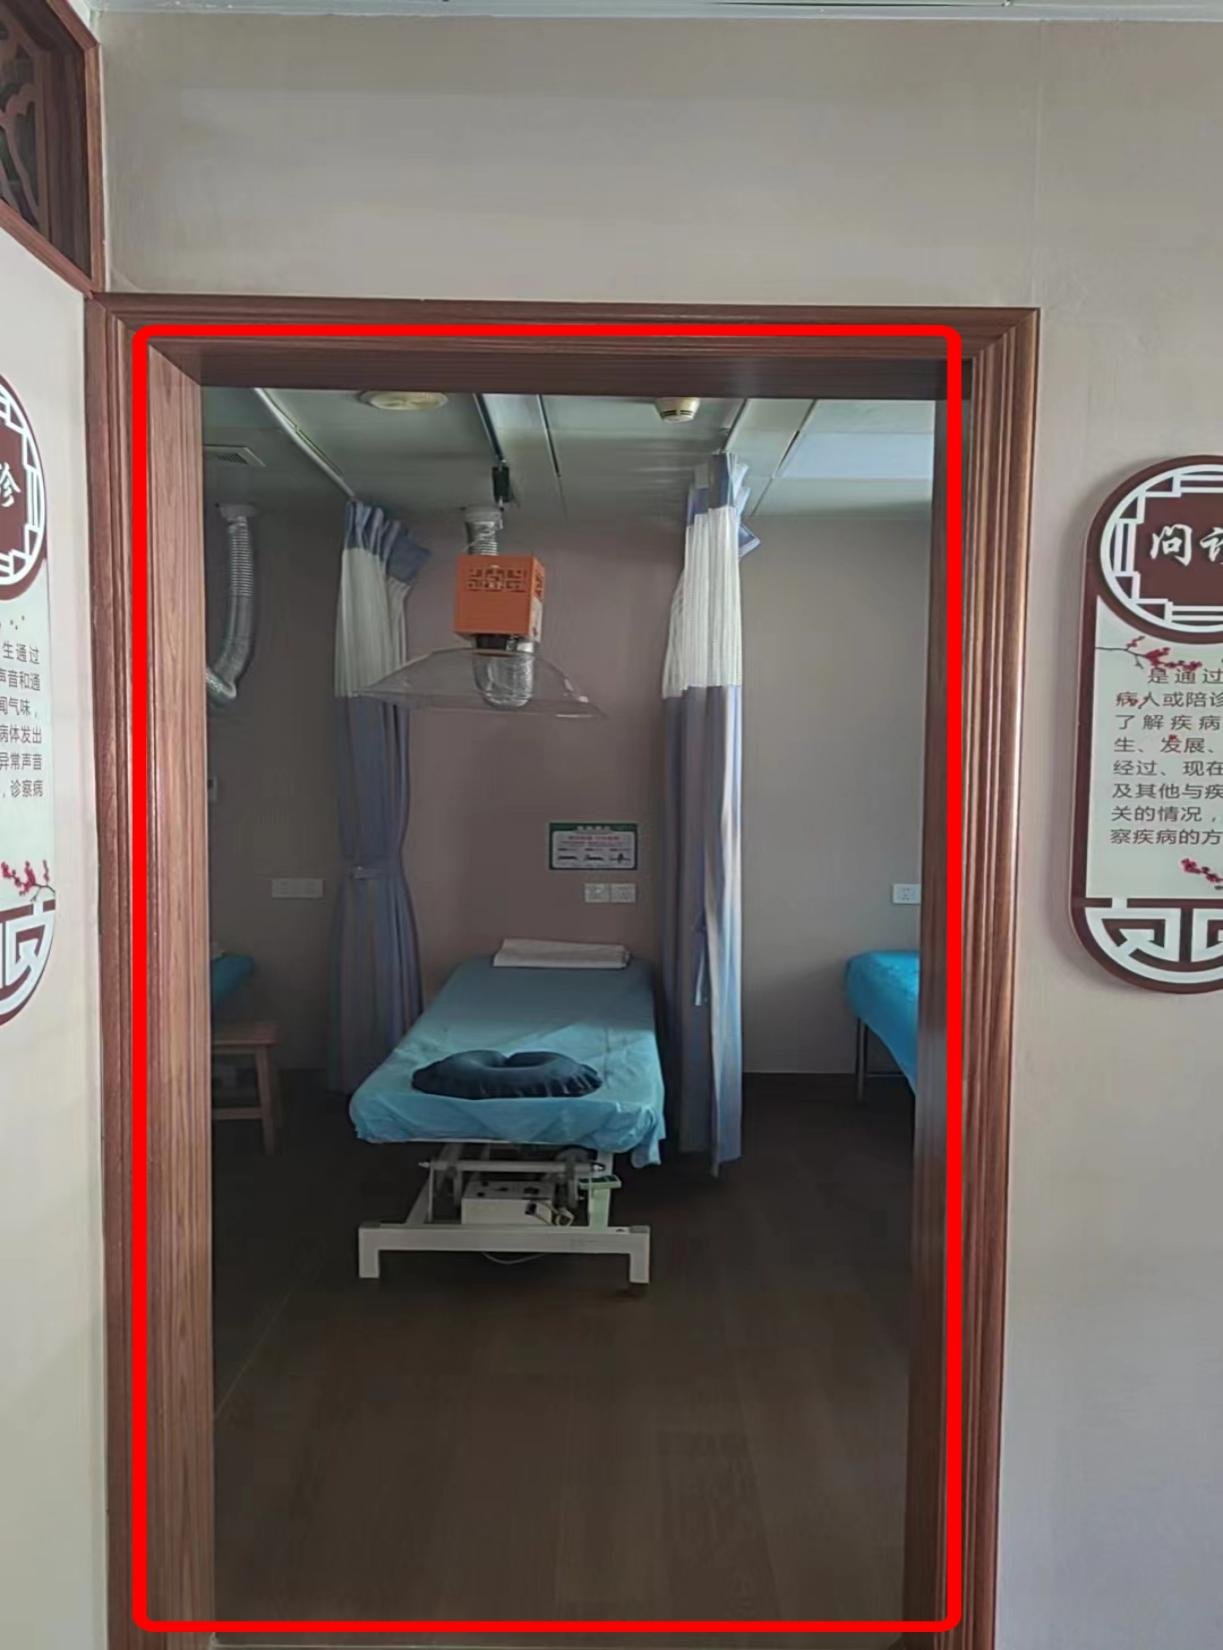 诊
生通过
声音和通
闻气味，
病体发出
异常声音
，诊察病
问诊
是通过
病人或陪诊
了解疾病
生、发展、
经过、现在
及其他与疾
关的情况，
察疾病的方